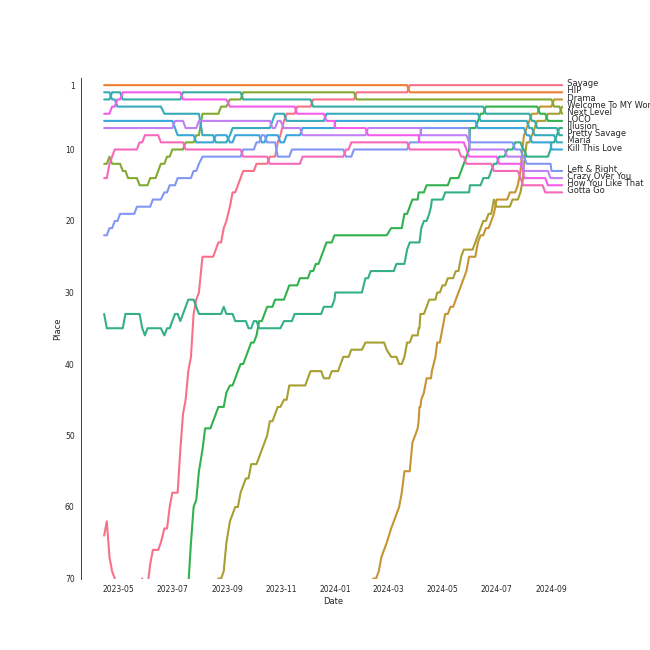 1
10
20
30
40
50
60
70
Place
2023-05
2023-07
2023-09
2023-11
2024-01
2024-03
2024-05
2024-07
2024-09
Date
Savage
HIP
Drama
Welcome To MY Wor
Next Level
LOCO
Illusion
Pretty Savage
Maria
Kill This Love
Left & Right
Crazy Over You
How You Like That
Gotta Go